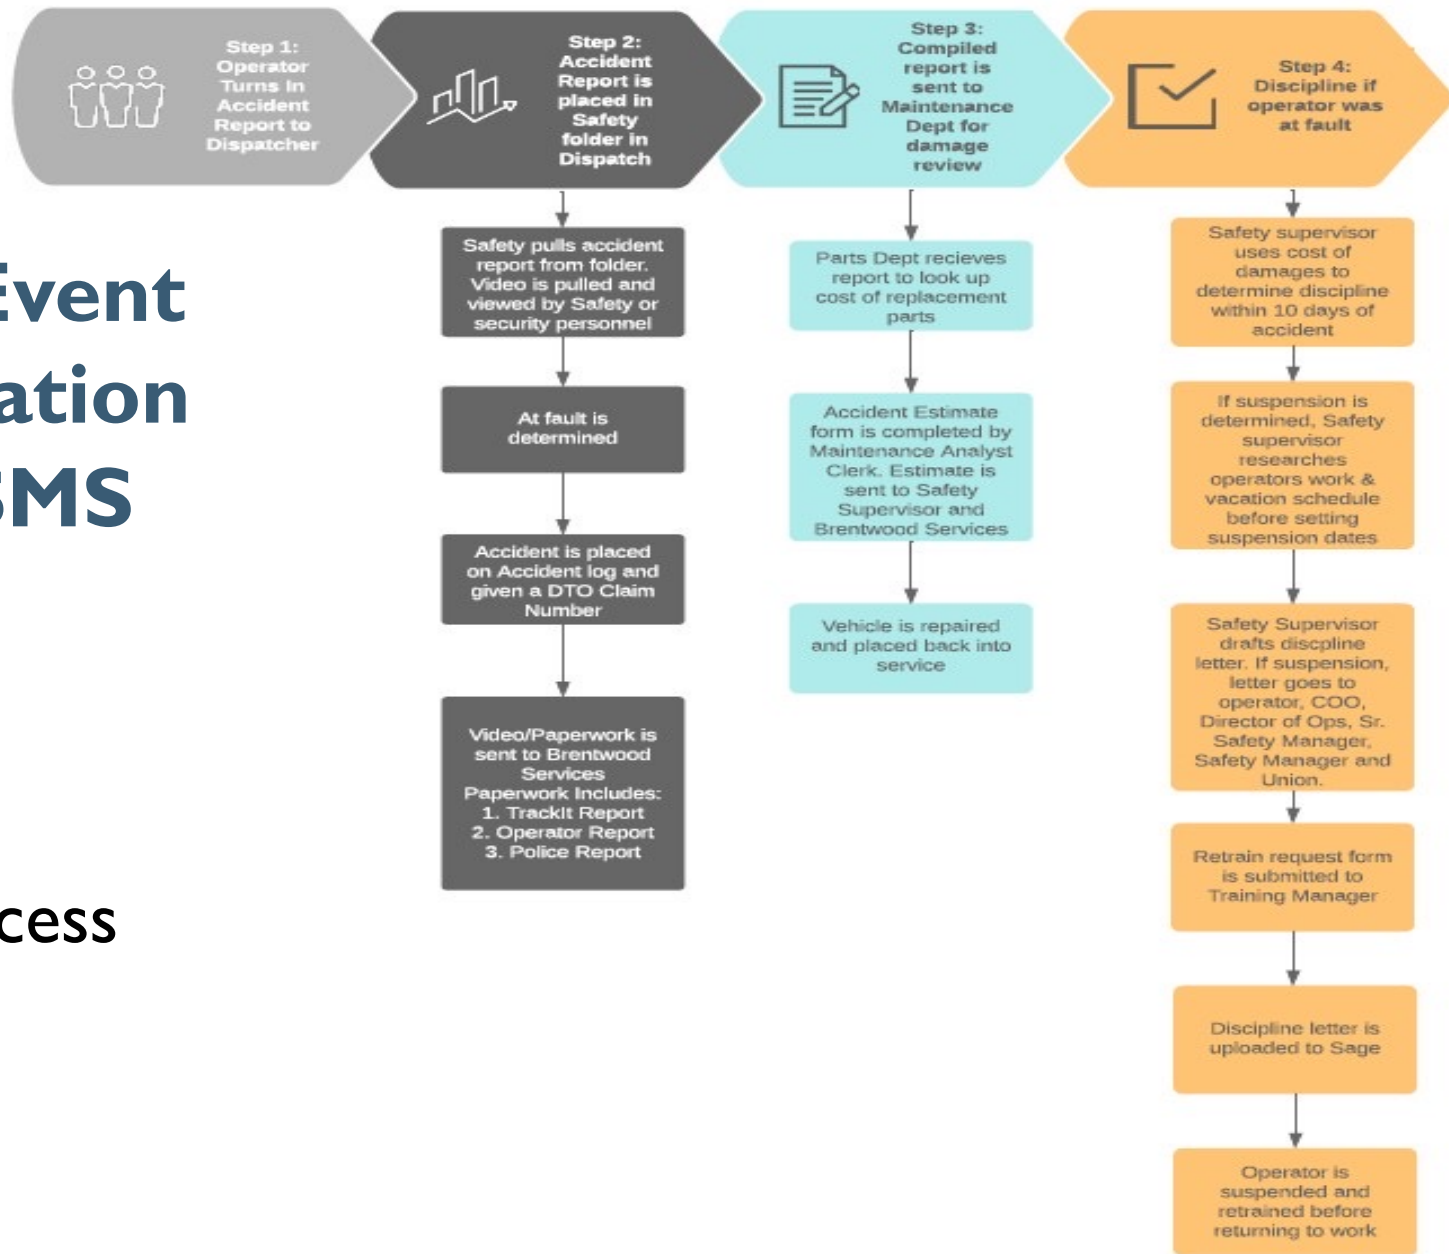 Step 1:
Operator
Turns In
Accident
Report to
Dispatcher
Step 2:
Accident
Report is
placed in
Safety
folder in
Dispatch
Step 3:
Compiled
report is
sent to
Maintenance
Dept for
damage
review
Step 4:
Discipline if
operator was
at fault
Event
ation
SMS
cess
Safety pulls accident
report from folder.
Video is pulled and
viewed by Safety or
security personnel
At fault is
determined
Accident is placed
on Accident log and
given a DTO Claim
Number
Video/Paperwork is
sent to Brentwood
Services
Paperwork Includes:
1. TrackIt Report
2. Operator Report
3. Police Report
Parts Dept recieves
report to look up
cost of replacement
parts
Accident Estimate
form is completed by
Maintenance Analyst
Clerk. Estimate is
sent to Safety
Supervisor and
Brentwood Services
Vehicle is repaired
and placed back into
service
Safety supervisor
uses cost of
damages to
determine discipline
within 10 days of
accident
If suspension is
determined, Safety
supervisor
researches
operators work &
vacation schedule
before setting
suspension dates
Safety Supervisor
drafts discpline
letter. If suspension,
letter goes to
operator, COO,
Director of Ops, Sr.
Safety Manager,
Safety Manager and
Union.
Retrain request form
is submitted to
Training Manager
Discipline letter is
uploaded to Sage
Operator is
suspended and
retrained before
returning to work